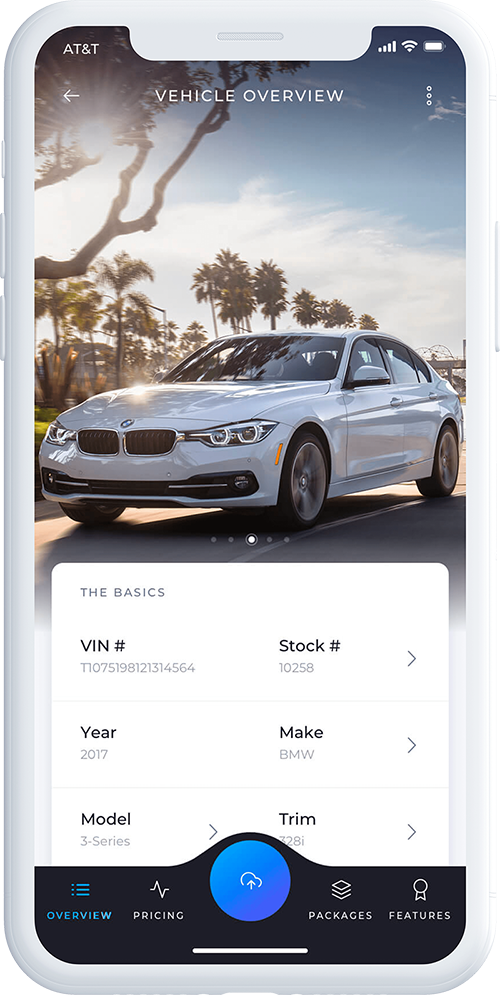 AT&T
VEHICLE OVERVIEW
THE BASICS
VIN # Stock #
T1075198121314564 10258
Year Make
2017 BMW
Model Trim
3-Series 328i
OVERVIEW PRICING PACKAGES FEATURES